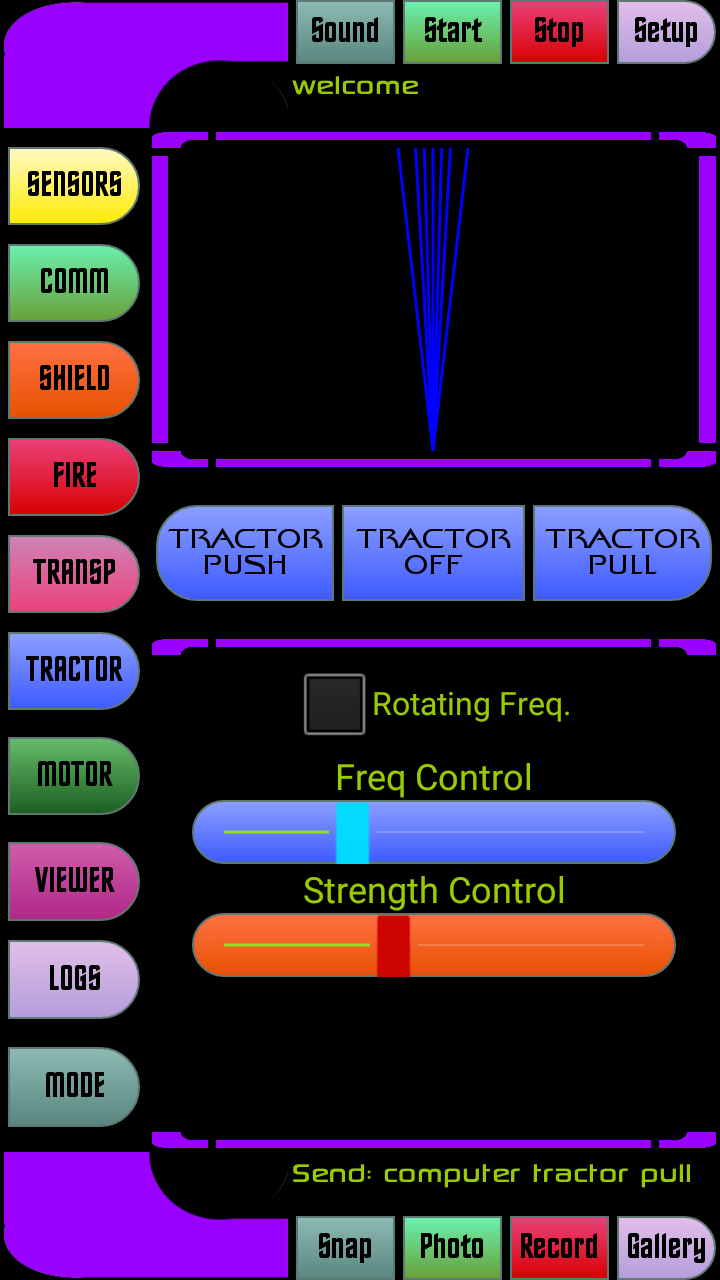 Sound Start Stop Setup
welcome
SENSORS
COMM
SHIELD
FIRE
TRANSP
TRACTOR
MOTOR
VIEWER
LOGS
MODE
TRACTOR PUSH
TRACTOR OFF
TRACTOR PULL
Rotating Freq.
Freq Control
Strength Control
Send: computer tractor pull
Snap Photo Record Gallery